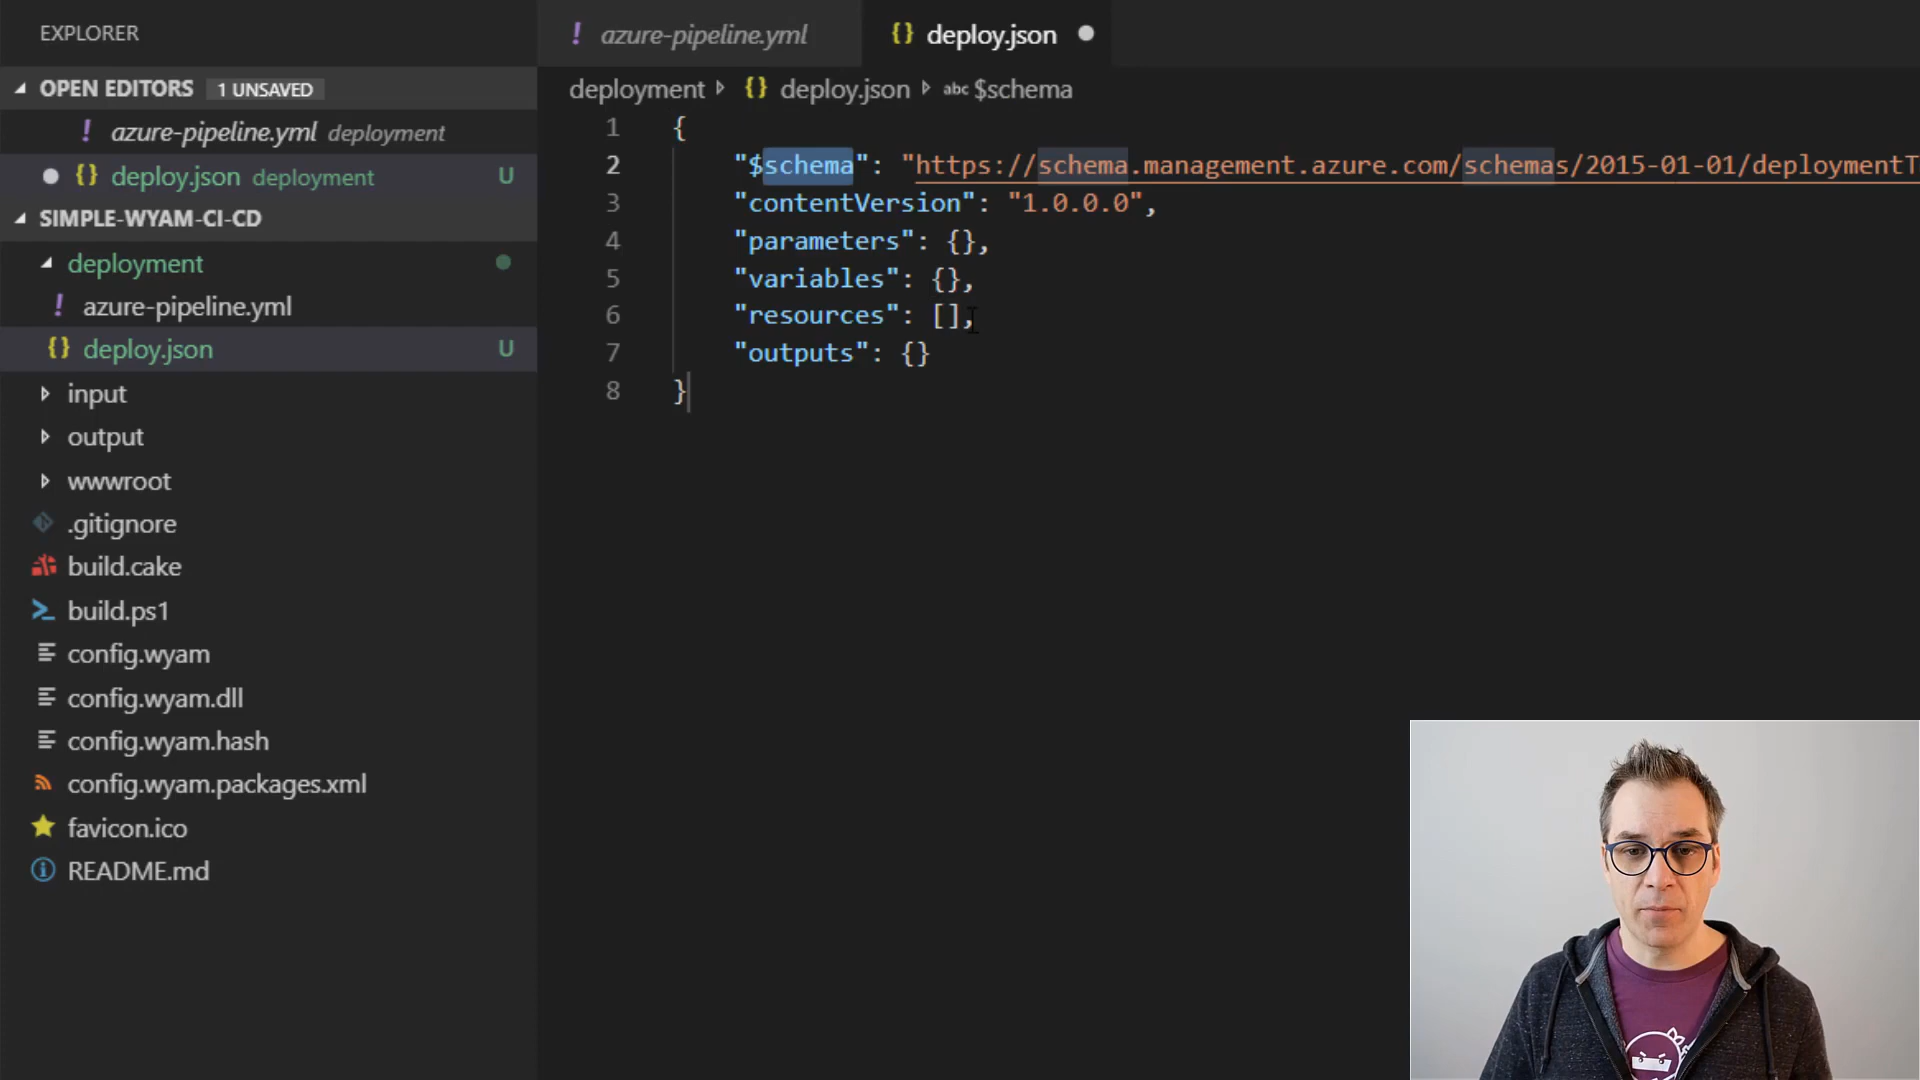 EXPLORER
OPEN EDITORS 1 UNSAVED
! azure-pipeline.yml deployment
{} deploy.json deployment U
SIMPLE-WYAM-CI-CD
deployment
! azure-pipeline.yml
{} deploy.json U
input
output
wwwroot
.gitignore
build.cake
build.ps1
config.wyam
config.wyam.dll
config.wyam.hash
config.wyam.packages.xml
favicon.ico
README.md
! azure-pipeline.yml {} deploy.json
deployment {} deploy.json abc $schema
1 {
2 "$schema": "https://schema.management.azure.com/schemas/2015-01-01/deploymentT
3 "contentVersion": "1.0.0.0",
4 "parameters": {},
5 "variables": {},
6 "resources": [],
7 "outputs": {}
8 }